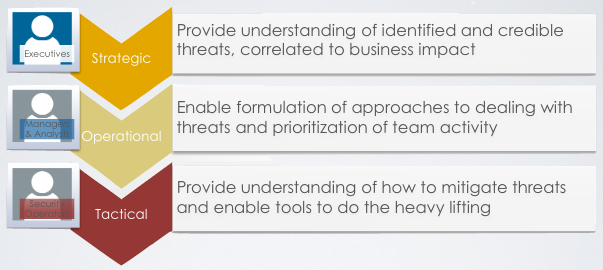 Executives
Strategic
Provide understanding of identified and credible
threats, correlated to business impact
Managers
& Analysts
Operational
Enable formulation of approaches to dealing with
threats and prioritization of team activity
Security
Tactical
Provide understanding of how to mitigate threats
and enable tools to do the heavy lifting